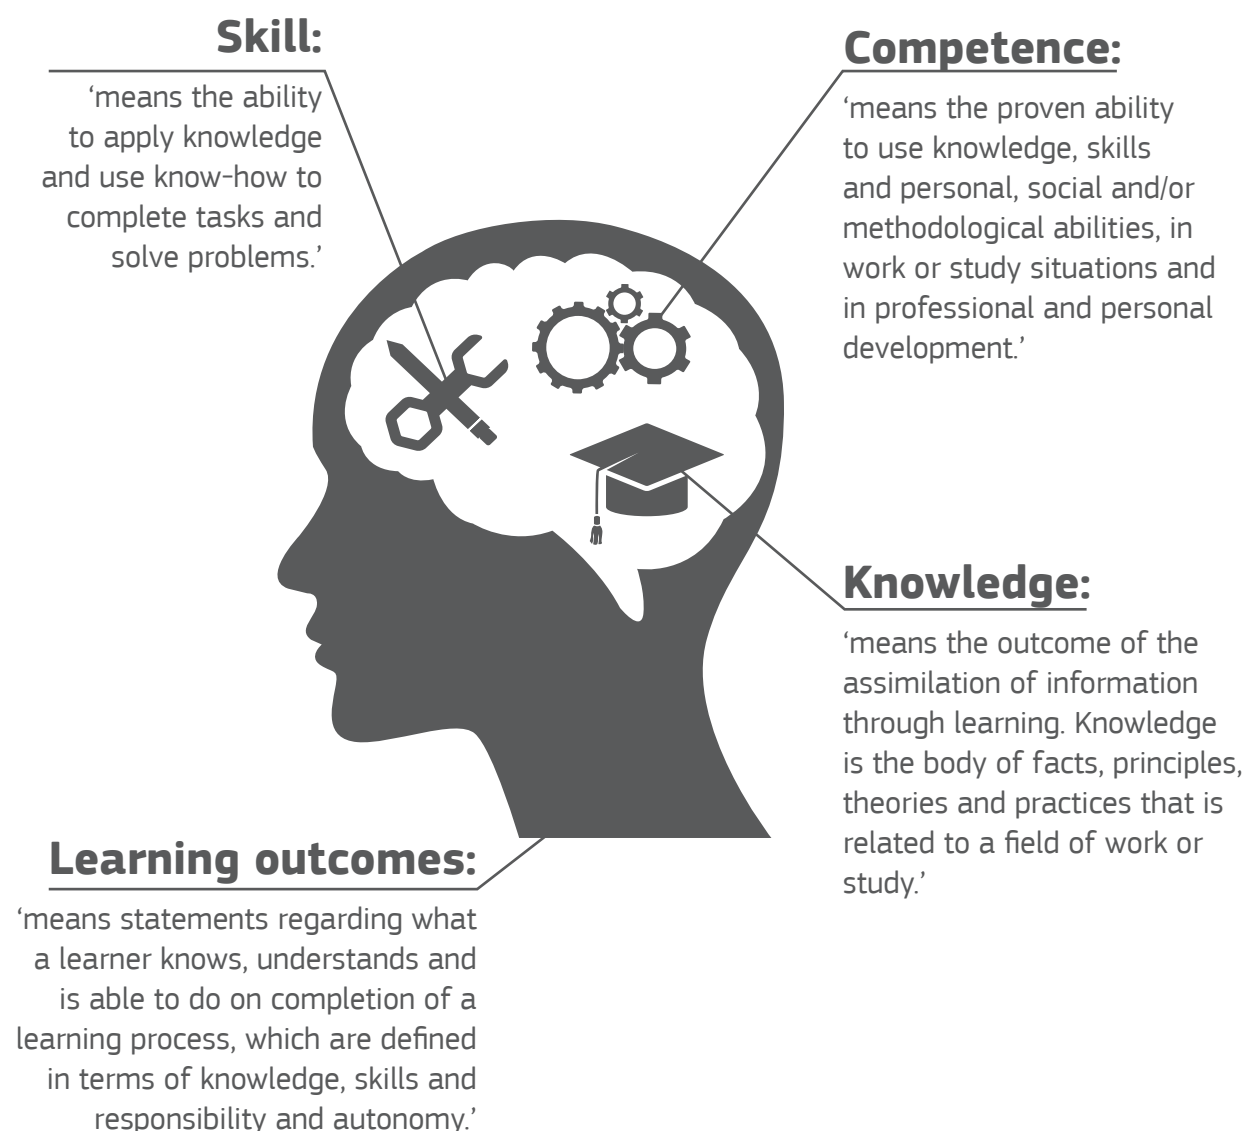 Skill:
‘means the ability
to apply knowledge
and use know-how to
complete tasks and
solve problems.’
Competence:
‘means the proven ability
to use knowledge, skills
and personal, social and/or
methodological abilities, in
work or study situations and
in professional and personal
development.’
Knowledge:
‘means the outcome of the
assimilation of information
through learning. Knowledge
is the body of facts, principles,
theories and practices that is
related to a field of work or
study.’
Learning outcomes:
‘means statements regarding what
a learner knows, understands and
is able to do on completion of a
learning process, which are defined
in terms of knowledge, skills and
responsibility and autonomy.’